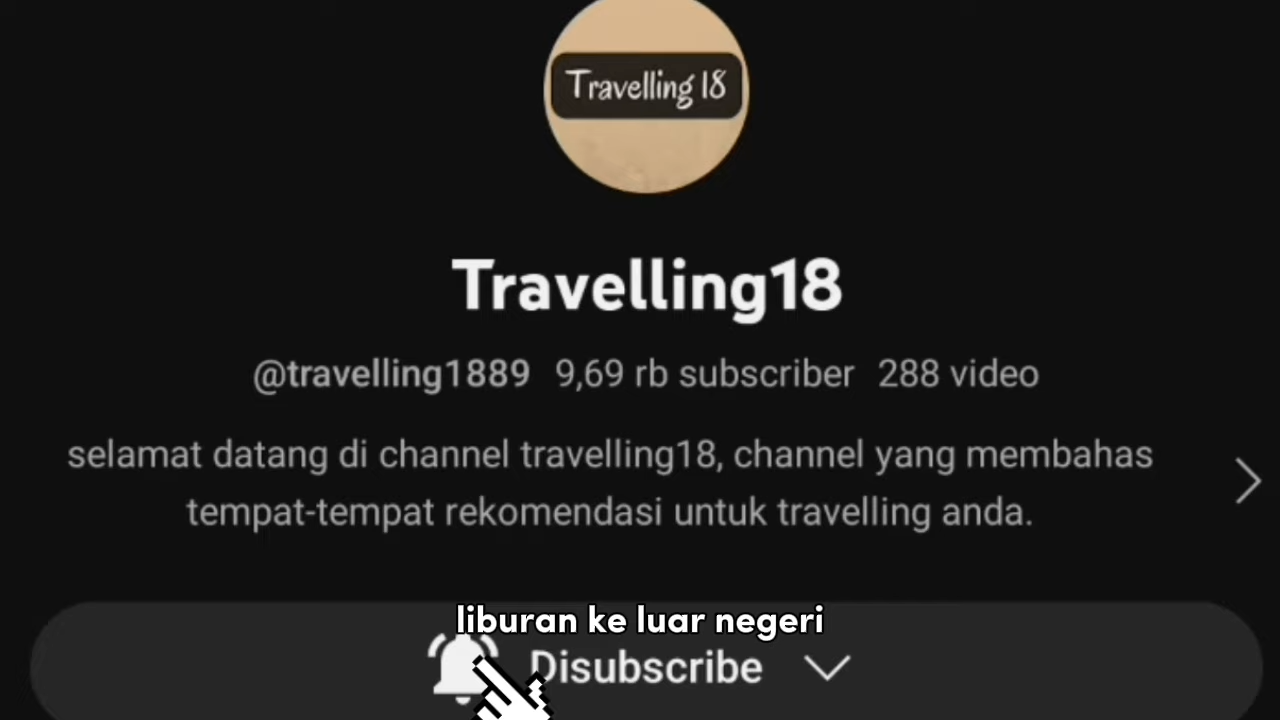 Travelling 18
Travelling18
@travelling1889 9,69 rb subscriber 288 video
selamat datang di channel travelling18, channel yang membahas
tempat-tempat rekomendasi untuk travelling anda.
liburan ke luar negeri
Disubscribe